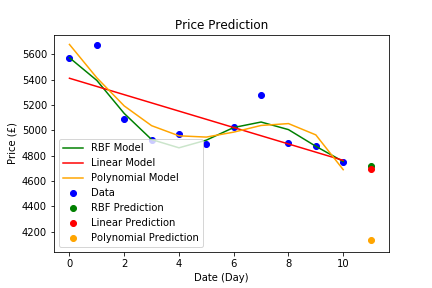 Price Prediction
Price (£)
5600
5400
5200
5000
4800
4600
4400
4200
RBF Model
Linear Model
Polynomial Model
Data
RBF Prediction
Linear Prediction
Polynomial Prediction
0 2 4 6 8 10
Date (Day)